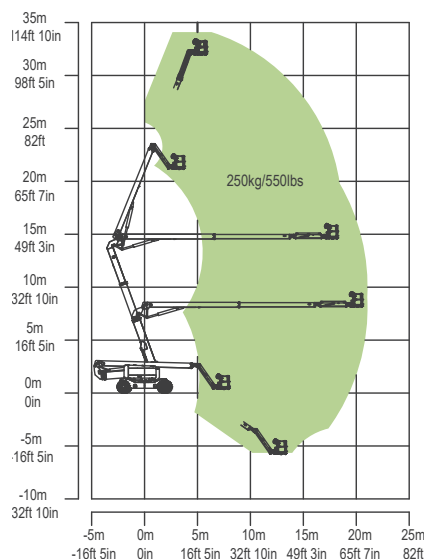 35m
114ft 10in
30m
98ft 5in
25m
82ft
250kg/550lbs
20m
65ft 7in
15m
49ft 3in
10m
32ft 10in
5m
16ft 5in
0m
0in
-5m
-16ft 5in
-10m
32ft 10in
-5m 0m 5m 10m 15m 20m 25m
-16ft 5in 0in 16ft 5in 32ft 10in 49ft 3in 65ft 7in 82ft